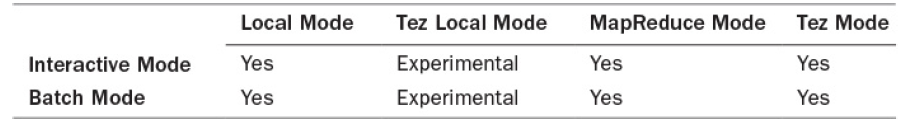 Local Mode Tez Local Mode MapReduce Mode Tez Mode
Interactive Mode Yes Experimental Yes Yes
Batch Mode Yes Experimental Yes Yes